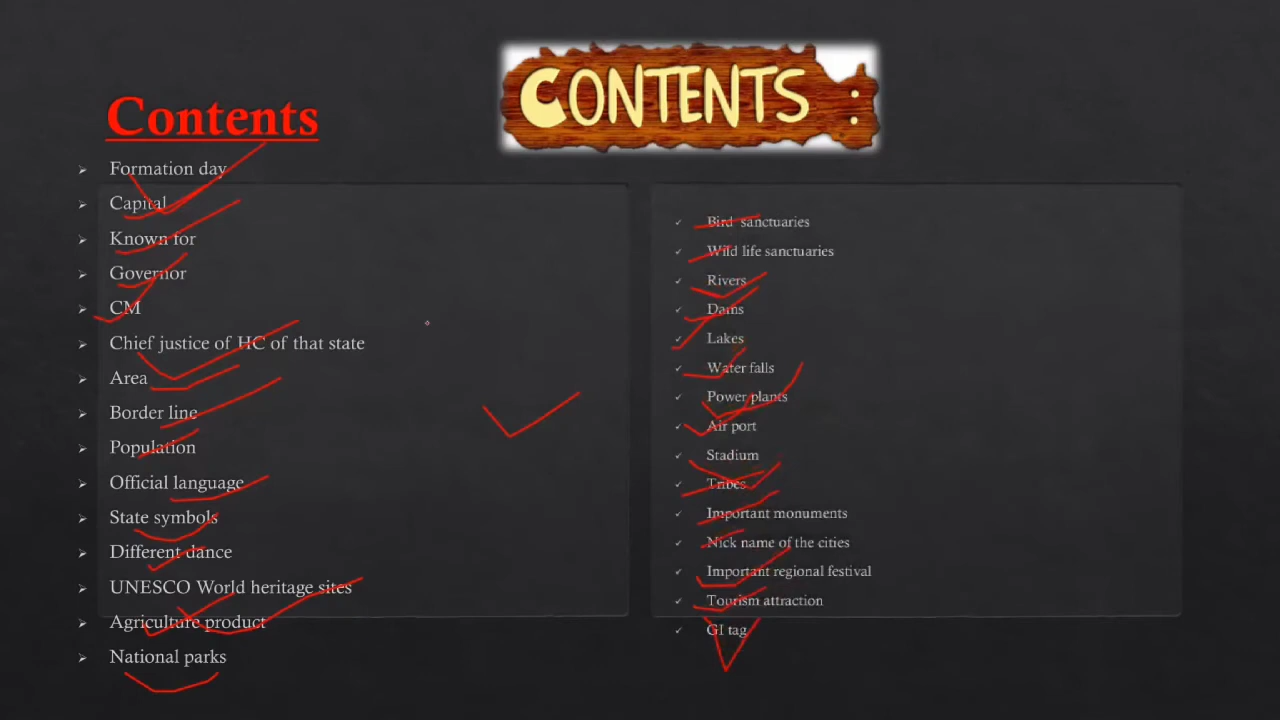 CONTENTS :
Contents
Formation day
Capital
Known for
Governor
CM
Chief justice of HC of that state
Area
Border line
Population
Official language
State symbols
Different dance
UNESCO World heritage sites
Agriculture product
National parks
Bird sanctuaries
Wild life sanctuaries
Rivers
Dams
Lakes
Water falls
Power plants
Air port
Stadium
Tribes
Important monuments
Nick name of the cities
Important regional festival
Tourism attraction
GI tag